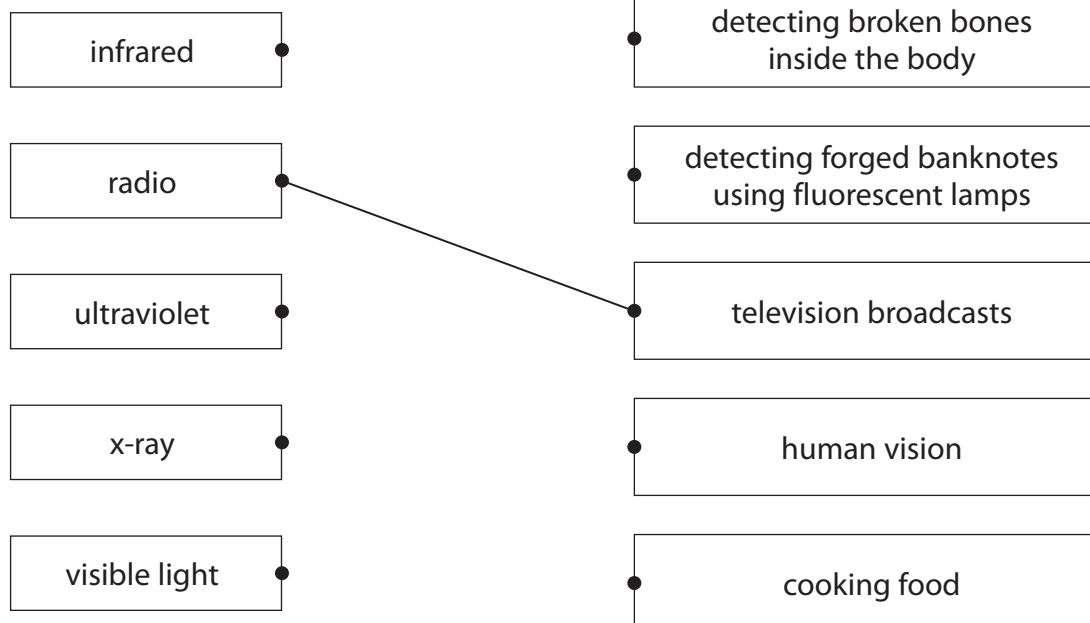 infrared
radio
ultraviolet
x-ray
visible light
detecting broken bones
inside the body
detecting forged banknotes
using fluorescent lamps
television broadcasts
human vision
cooking food